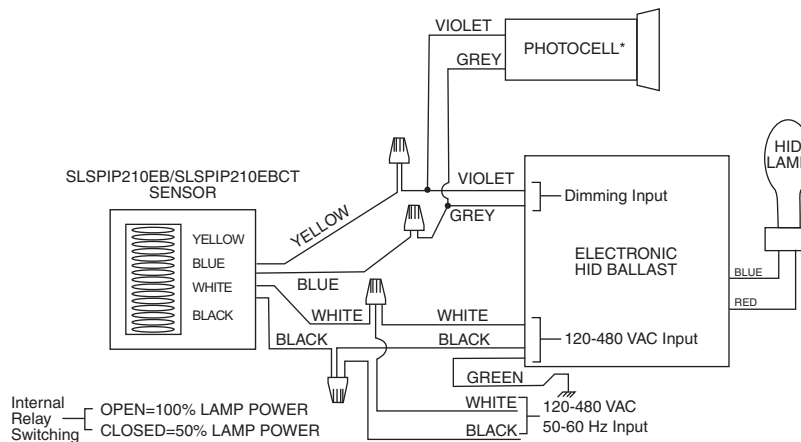 VIOLET
PHOTOCELL*
GREY
HID
LAMP
SLSPIP210EB/SLSPIP210EBCT
SENSOR
VIOLET
Dimming Input
GREY
YELLOW
YELLOW
BLUE
WHITE
BLACK
BLUE
ELECTRONIC
HID BALLAST
BLUE
RED
WHITE
WHITE
BLACK
BLACK
120-480 VAC Input
GREEN
Internal
Relay
Switching
OPEN=100% LAMP POWER
CLOSED=50% LAMP POWER
WHITE
BLACK
120-480 VAC
50-60 Hz Input